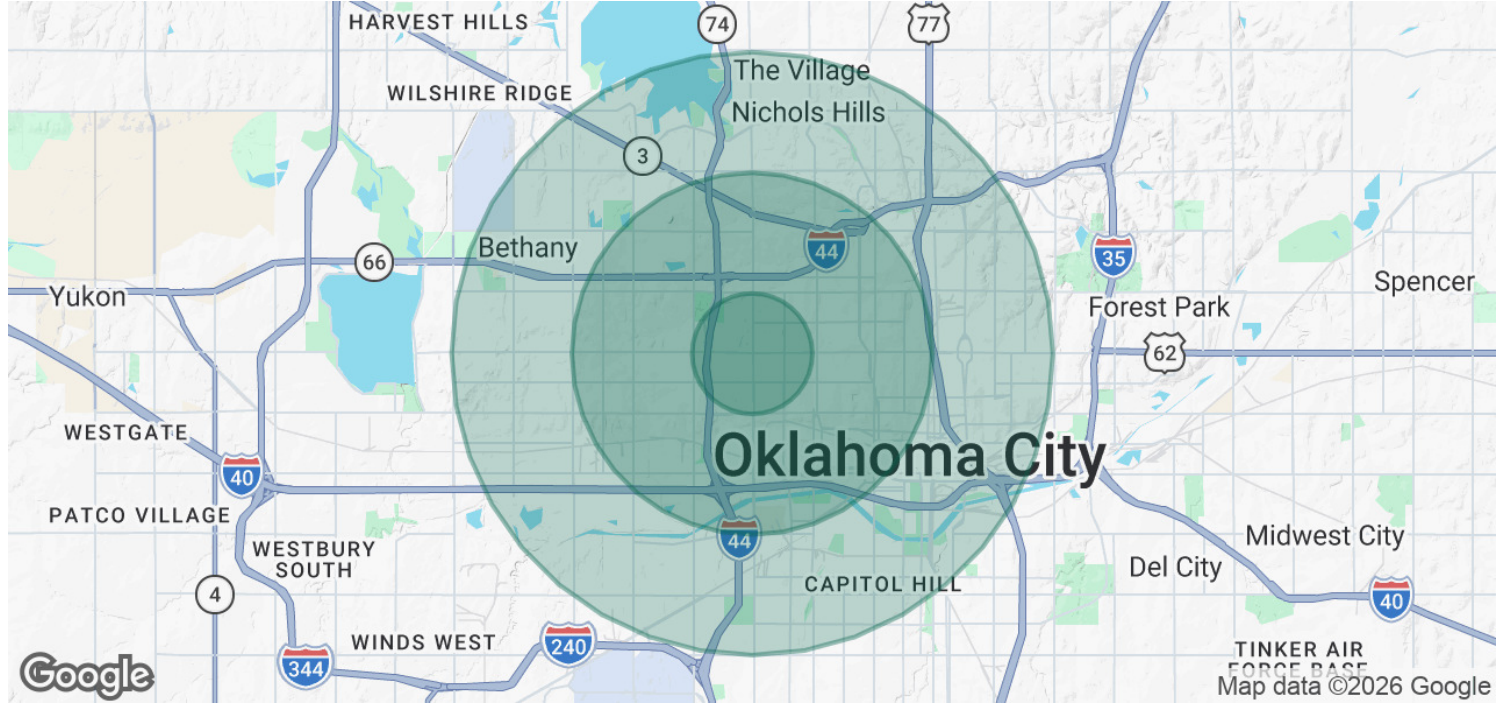 HARVEST HILLS
74
77
The Village
WILSHIRE RIDGE
Nichols Hills
3
Bethany
44
66
35
Spencer
Yukon
Forest Park
62
WESTGATE
Oklahoma City
40
PATCO VILLAGE
44
Midwest City
WESTBURY
SOUTH
Del City
CAPITOL HILL
4
40
WINDS WEST
240
344
TINKER AIR
FORCE BASE
Google
Map data ©2026 Google